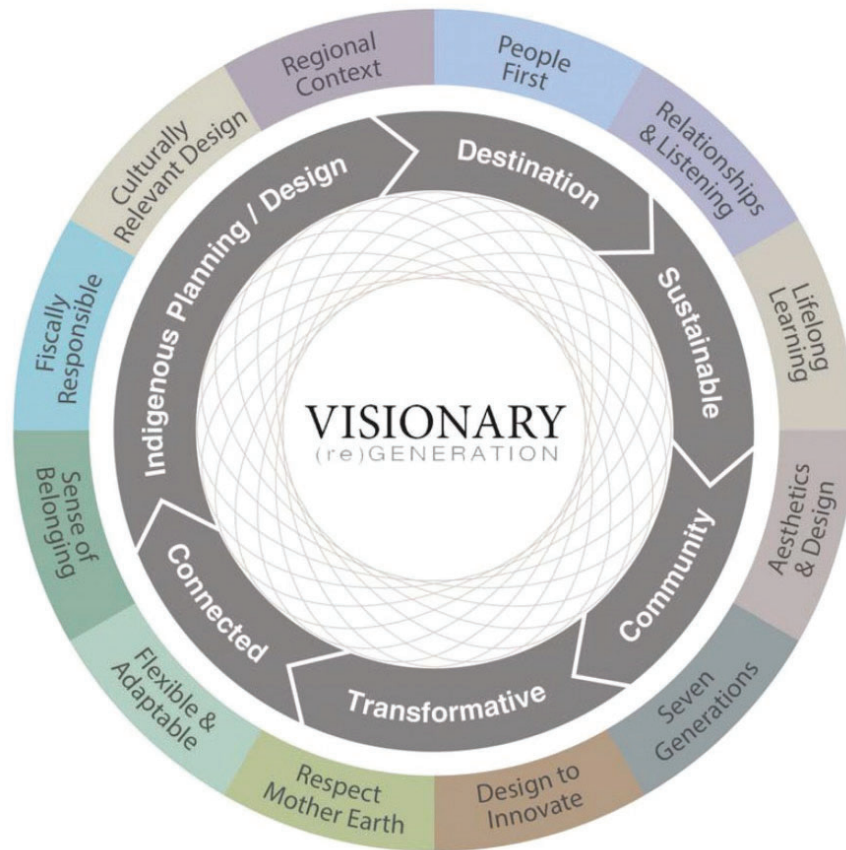 People
First
Relationships
& Listening
Lifelong
Learning
Aesthetics
& Design
Seven
Generations
Design to
Innovate
Respect
Mother Earth
Flexible &
Adaptable
Sense of
Belonging
Fiscally
Responsible
Culturally
Relevant Design
Regional
Context
Destination
Sustainable
Community
Transformative
Connected
Indigenous Planning / Design
VISIONARY
(re)GENERATION